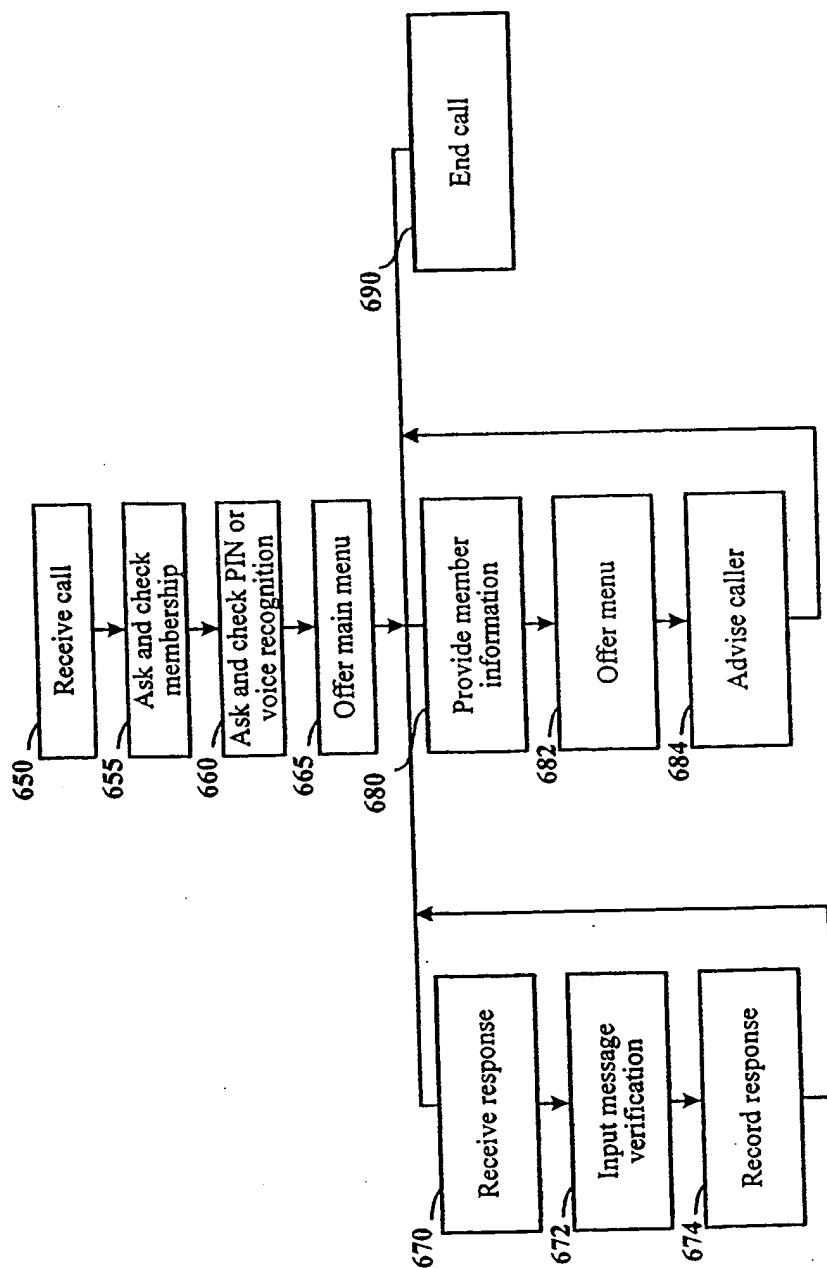 650
Receive call
655
Ask and check
membership
660
Ask and check PIN or
voice recognition
665
Offer main menu
670
Receive response
672
Input message
verification
674
Record response
680
Provide member
information
682
Offer menu
684
Advise caller
690
End call